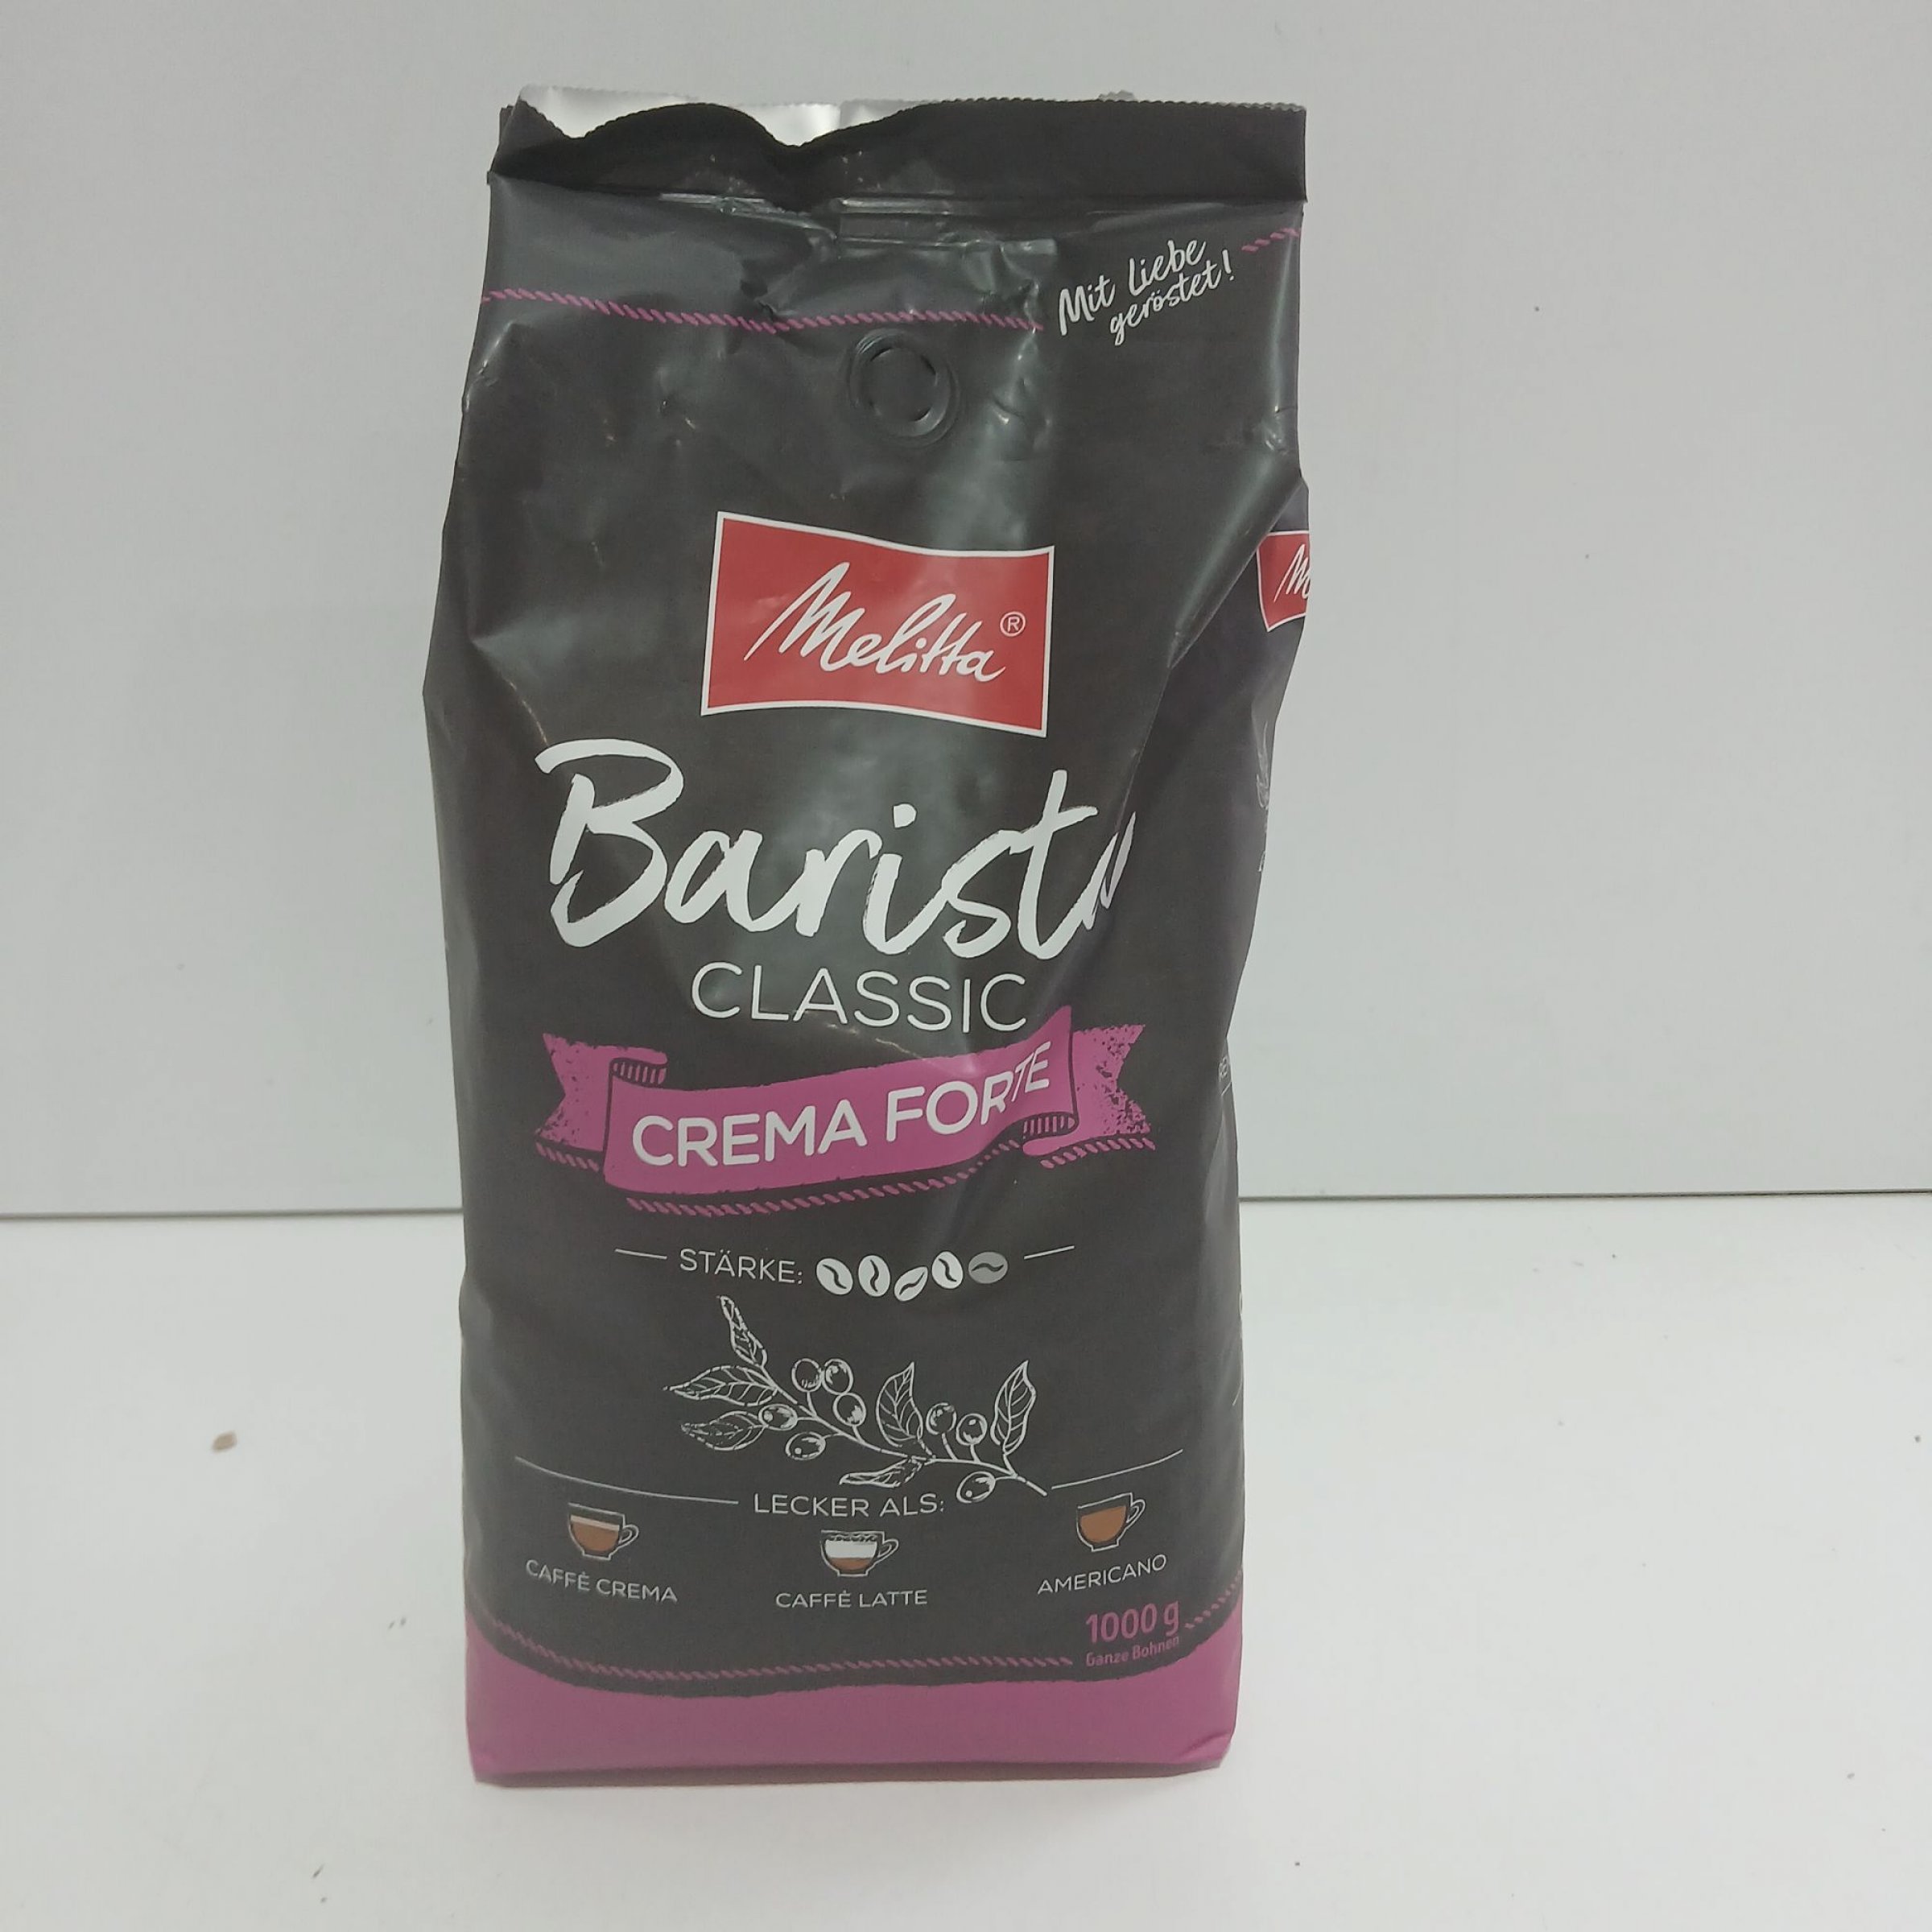 Mit Liebe
geröstet!
Melitta®
Barista
CLASSIC
CREMA FORTE
STÄRKE:
LECKER ALS:
CAFFÈ CREMA
CAFFÈ LATTE
AMERICANO
1000 g
Ganze Bohnen